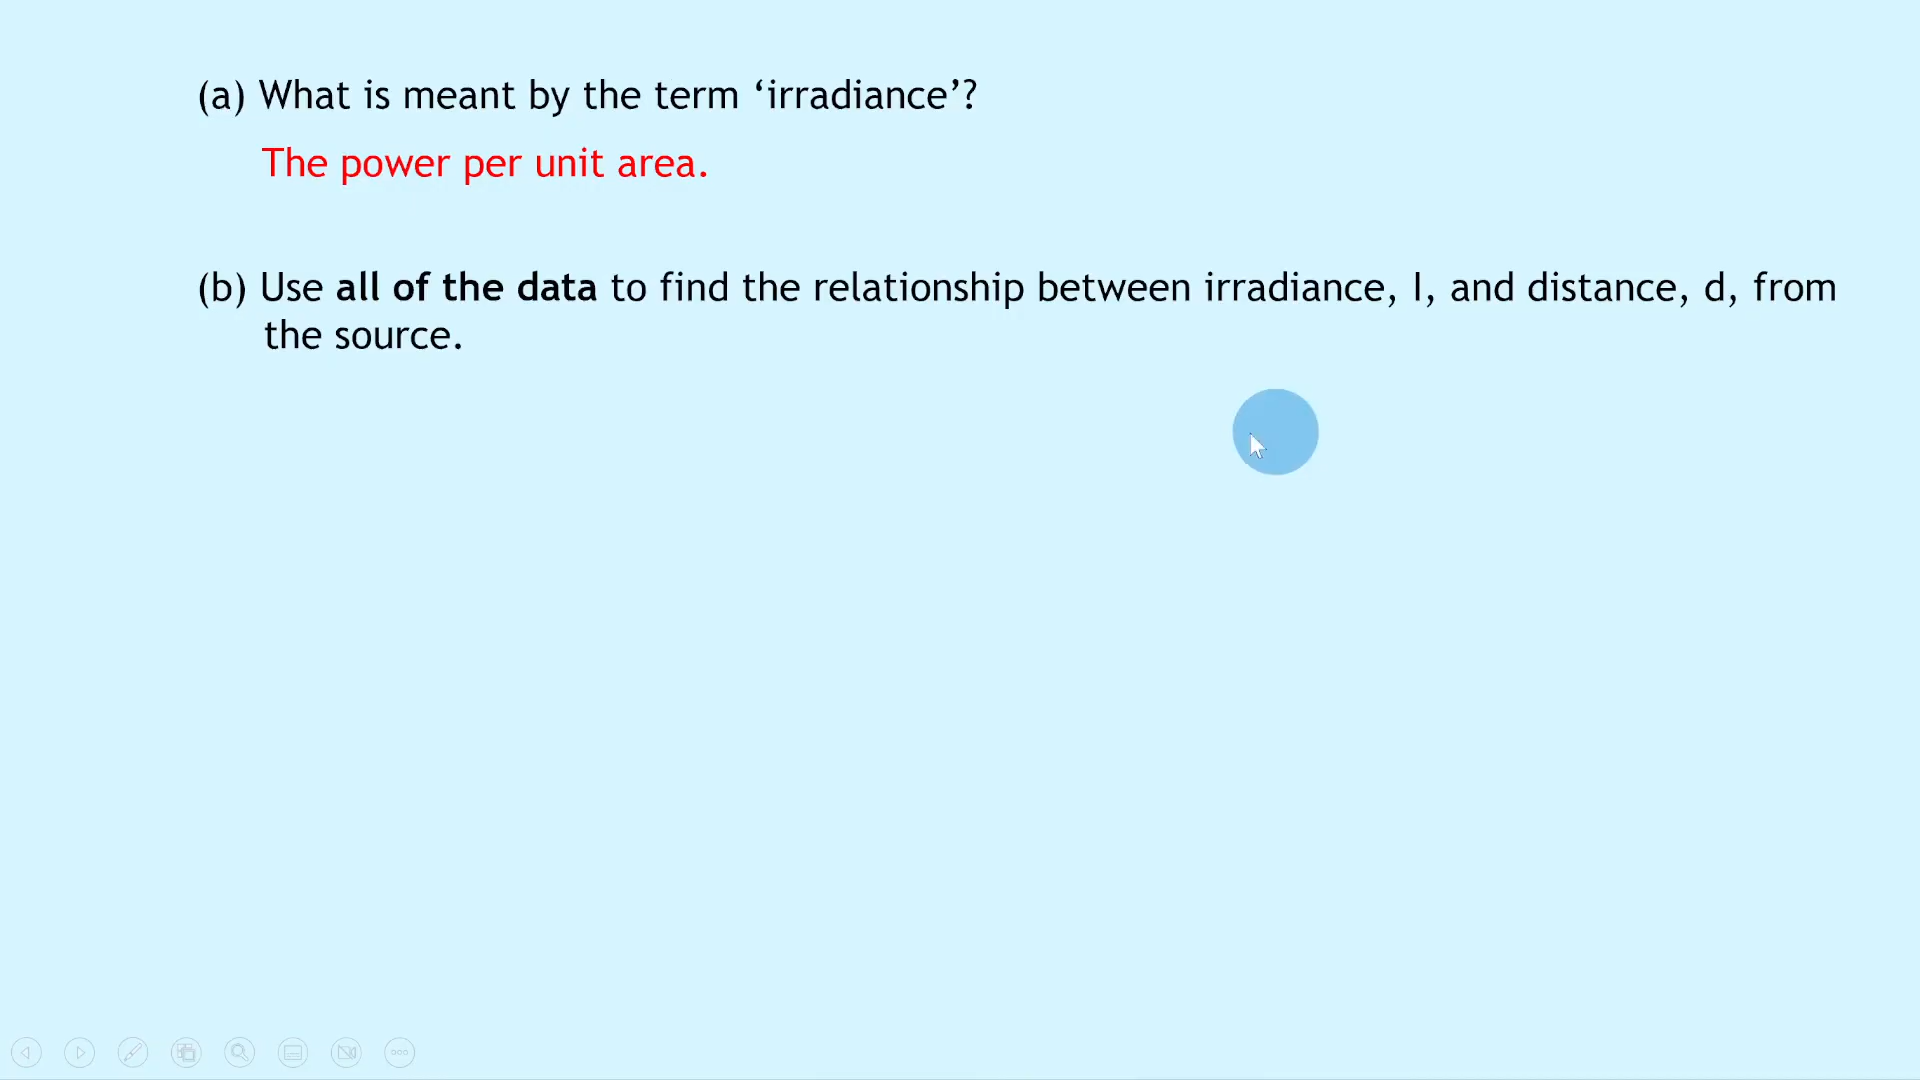 (a) What is meant by the term ‘irradiance’?
The power per unit area.
(b) Use all of the data to find the relationship between irradiance, I, and distance, d, from
the source.